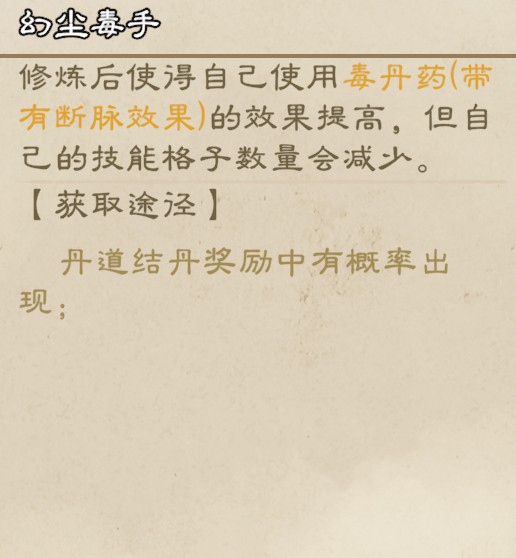 幻尘毒手
修炼后使得自己使用毒丹药(带
有断脉效果)的效果提高，但自
己的技能格子数量会减少。
【获取途径】
丹道结丹奖励中有概率出
现；